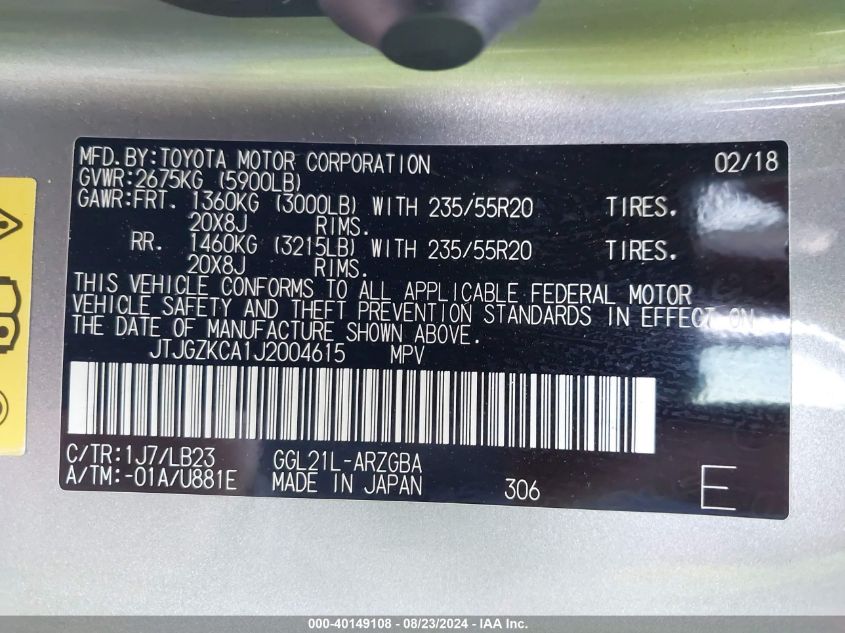 MFD.BY:TOYOTA MOTOR CORPORATION 02/18
GVWR:2675KG (5900LB)
GAWR:FRT. 1360KG (3000LB) WITH 235/55R20 TIRES.
20X8J RIMS.
RR. 1460KG (3215LB) WITH 235/55R20 TIRES.
20X8J RIMS.
THIS VEHICLE CONFORMS TO ALL APPLICABLE FEDERAL MOTOR
VEHICLE SAFETY AND THEFT PREVENTION STANDARDS IN EFFECT ON
THE DATE OF MANUFACTURE SHOWN ABOVE.
JTJGZKCA1J2004615 MPV
C/TR:1J7/LB23 GGL21L-ARZGBA
A/TM:-01A/U881E MADE IN JAPAN 306 E
000-40149108 - 08/23/2024 - IAA Inc.